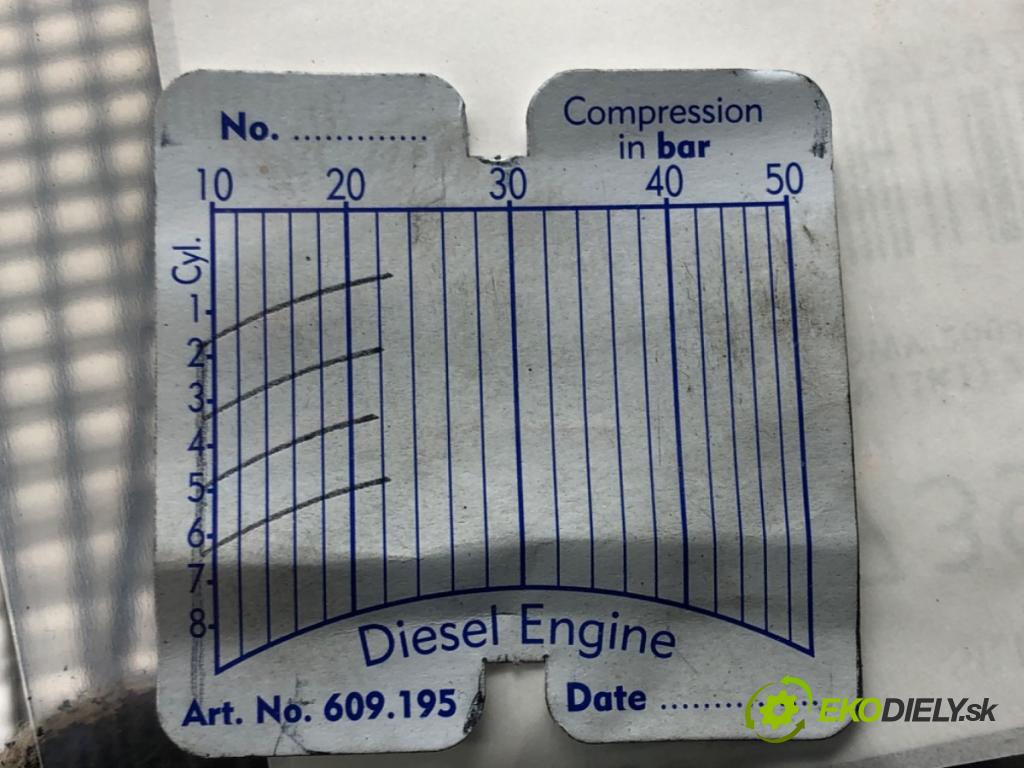 No. .............
Compression
in bar
10 20 30 40 50
Cyl.
1
2
3
4
5
6
7
8
Diesel Engine
Art. No. 609.195
Date ..............
EKODIELY.sk